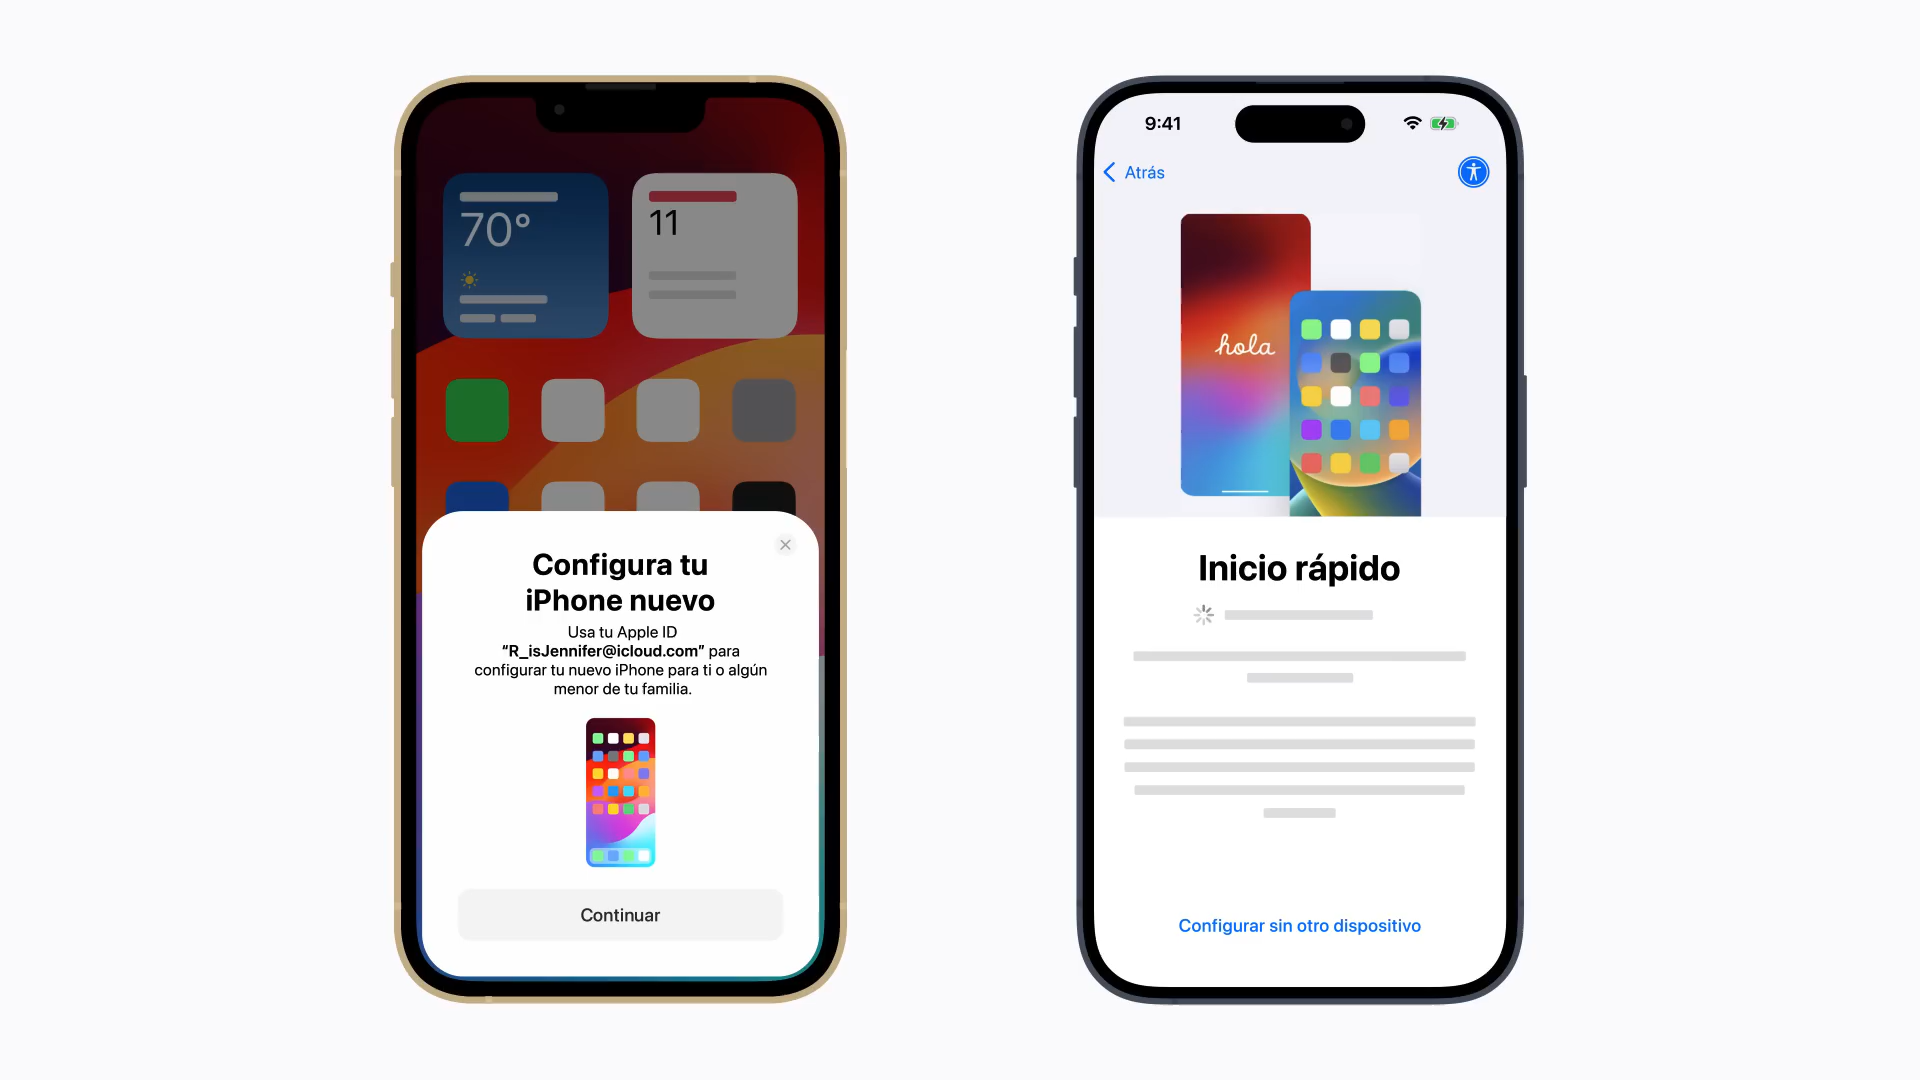 70°
11
Configura tu
iPhone nuevo
Usa tu Apple ID
“R_isJennifer@icloud.com” para
configurar tu nuevo iPhone para ti o algún
menor de tu familia.
Continuar
9:41
Atrás
hola
Inicio rápido
Configurar sin otro dispositivo